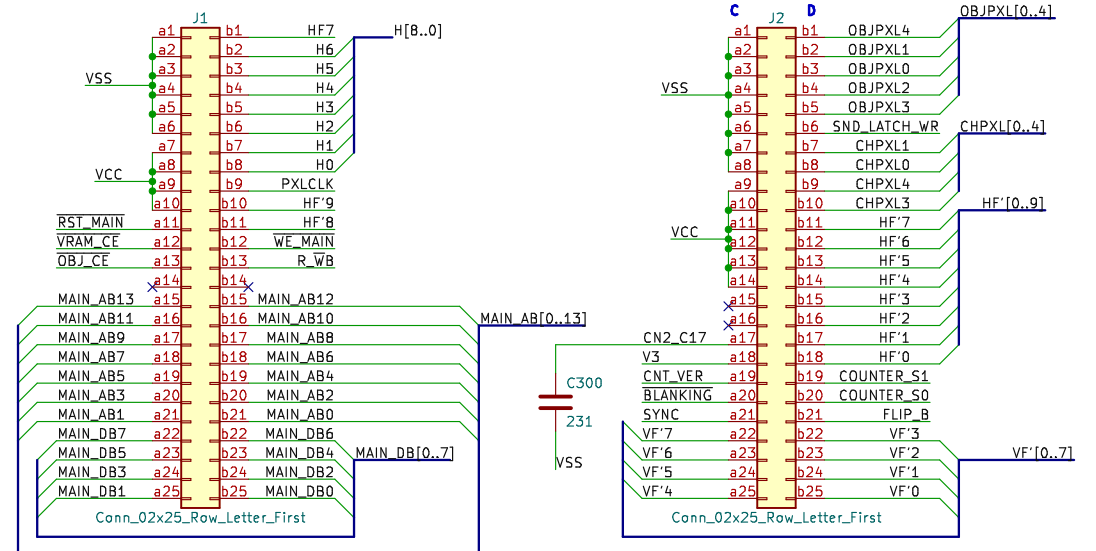 J1
a1 b1 HF7
a2 b2 H6
a3 b3 H5
a4 b4 H4
a5 b5 H3
a6 b6 H2
a7 b7 H1
a8 b8 H0
a9 b9 PXLCLK
a10 b10 HF'9
RST_MAIN a11 b11 HF'8
VRAM_CE a12 b12 WE_MAIN
OBJ_CE a13 b13 R_WB
a14 b14
MAIN_AB13 a15 b15 MAIN_AB12
MAIN_AB11 a16 b16 MAIN_AB10
MAIN_AB9 a17 b17 MAIN_AB8
MAIN_AB7 a18 b18 MAIN_AB6
MAIN_AB5 a19 b19 MAIN_AB4
MAIN_AB3 a20 b20 MAIN_AB2
MAIN_AB1 a21 b21 MAIN_AB0
MAIN_DB7 a22 b22 MAIN_DB6
MAIN_DB5 a23 b23 MAIN_DB4
MAIN_DB3 a24 b24 MAIN_DB2
MAIN_DB1 a25 b25 MAIN_DB0
Conn_02x25_Row_Letter_First
VSS
VCC
H[8..0]
MAIN_AB[0..13]
MAIN_DB[0..7]
C300
231
VSS
C J2 D
a1 b1 OBJPXL4
a2 b2 OBJPXL1
a3 b3 OBJPXL0
a4 b4 OBJPXL2
a5 b5 OBJPXL3
a6 b6 SND_LATCH_WR
a7 b7 CHPXL1
a8 b8 CHPXL0
a9 b9 CHPXL4
a10 b10 CHPXL3
a11 b11 HF'7
a12 b12 HF'6
a13 b13 HF'5
a14 b14 HF'4
a15 b15 HF'3
a16 b16 HF'2
CN2_C17 a17 b17 HF'1
V3 a18 b18 HF'0
CNT_VER a19 b19 COUNTER_S1
BLANKING a20 b20 COUNTER_S0
SYNC a21 b21 FLIP_B
VF'7 a22 b22 VF'3
VF'6 a23 b23 VF'2
VF'5 a24 b24 VF'1
VF'4 a25 b25 VF'0
Conn_02x25_Row_Letter_First
VSS
VCC
OBJPXL[0..4]
CHPXL[0..4]
HF'[0..9]
VF'[0..7]